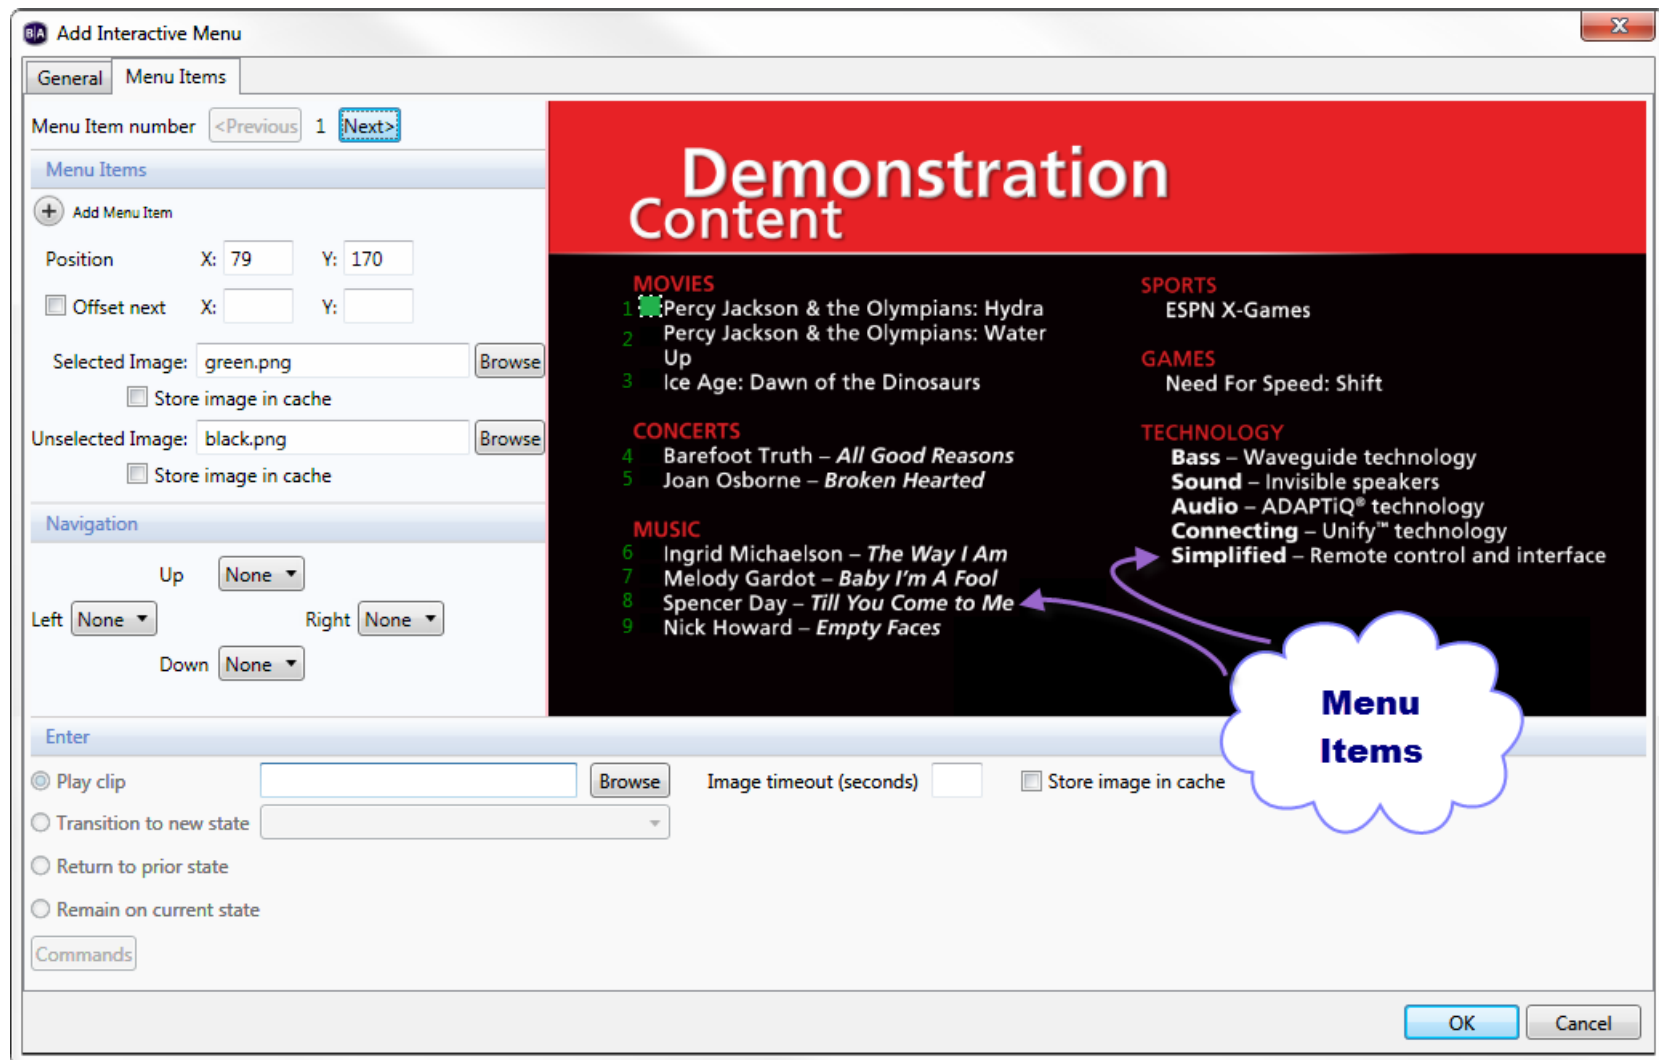 BA Add Interactive Menu
General Menu Items
Menu Item number <Previous 1 Next>
Menu Items
Add Menu Item
Position X: 79 Y: 170
Offset next X: Y:
Selected Image: green.png Browse
Store image in cache
Unselected Image: black.png Browse
Store image in cache
Navigation
Up None
Left None Right None
Down None
Demonstration
Content
MOVIES
1 Percy Jackson & the Olympians: Hydra
2 Percy Jackson & the Olympians: Water
Up
3 Ice Age: Dawn of the Dinosaurs
CONCERTS
4 Barefoot Truth – All Good Reasons
5 Joan Osborne – Broken Hearted
MUSIC
6 Ingrid Michaelson – The Way I Am
7 Melody Gardot – Baby I'm A Fool
8 Spencer Day – Till You Come to Me
9 Nick Howard – Empty Faces
SPORTS
ESPN X-Games
GAMES
Need For Speed: Shift
TECHNOLOGY
Bass – Waveguide technology
Sound – Invisible speakers
Audio – ADAPTiQ® technology
Connecting – Unify™ technology
Simplified – Remote control and interface
Menu
Items
Enter
Play clip Browse Image timeout (seconds) Store image in cache
Transition to new state
Return to prior state
Remain on current state
Commands
OK Cancel